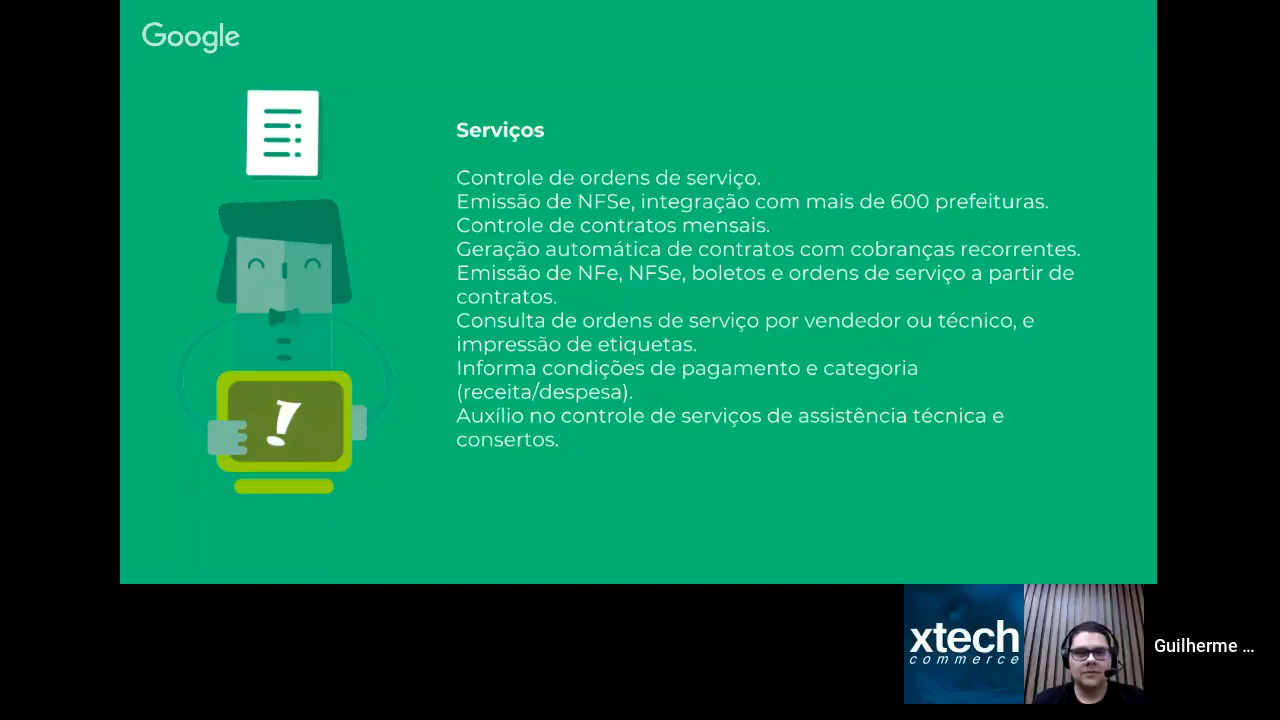 Google
Serviços
Controle de ordens de serviço.
Emissão de NFSe, integração com mais de 600 prefeituras.
Controle de contratos mensais.
Geração automática de contratos com cobranças recorrentes.
Emissão de NFe, NFSe, boletos e ordens de serviço a partir de
contratos.
Consulta de ordens de serviço por vendedor ou técnico, e
impressão de etiquetas.
Informa condições de pagamento e categoria
(receita/despesa).
Auxílio no controle de serviços de assistência técnica e
consertos.
!
xtech
commerce
Guilherme ...